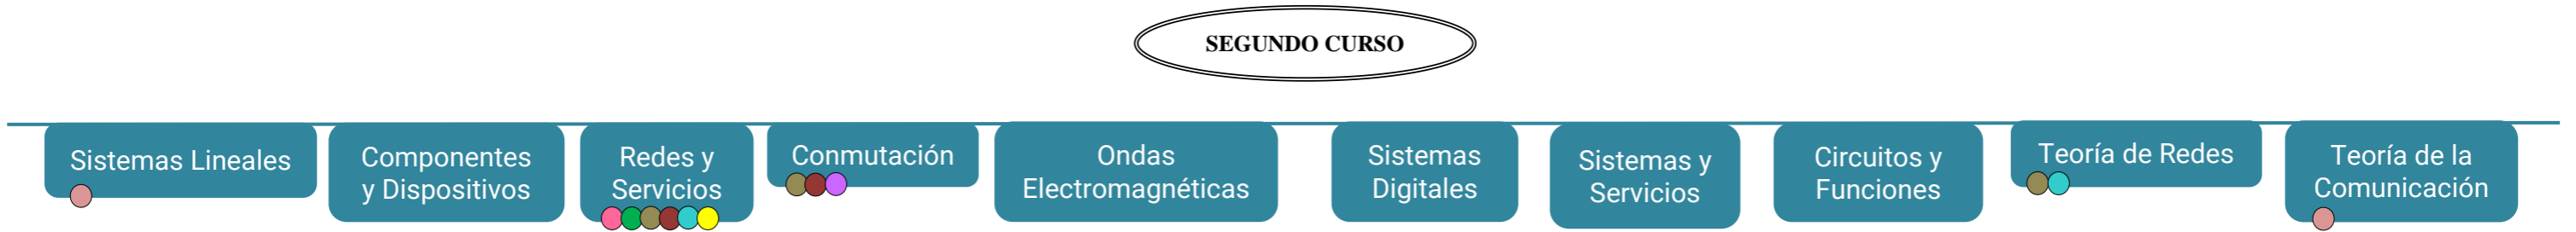 SEGUNDO CURSO
Sistemas Lineales
Componentes
y Dispositivos
Redes y
Servicios
Conmutación
Ondas
Electromagnéticas
Sistemas
Digitales
Sistemas y
Servicios
Circuitos y
Funciones
Teoría de Redes
Teoría de la
Comunicación